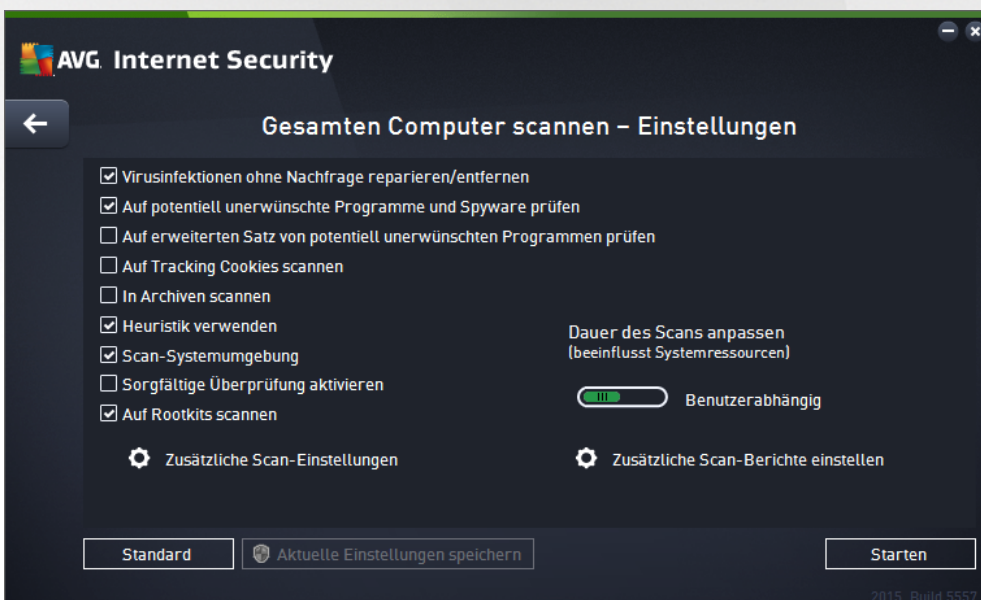 AVG. Internet Security
Gesamten Computer scannen – Einstellungen
Virusinfektionen ohne Nachfrage reparieren/entfernen
Auf potentiell unerwünschte Programme und Spyware prüfen
Auf erweiterten Satz von potentiell unerwünschten Programmen prüfen
Auf Tracking Cookies scannen
In Archiven scannen
Heuristik verwenden
Scan-Systemumgebung
Sorgfältige Überprüfung aktivieren
Auf Rootkits scannen
Dauer des Scans anpassen
(beeinflusst Systemressourcen)
Benutzerabhängig
Zusätzliche Scan-Einstellungen
Zusätzliche Scan-Berichte einstellen
Standard
Aktuelle Einstellungen speichern
Starten
2015 Build 5557